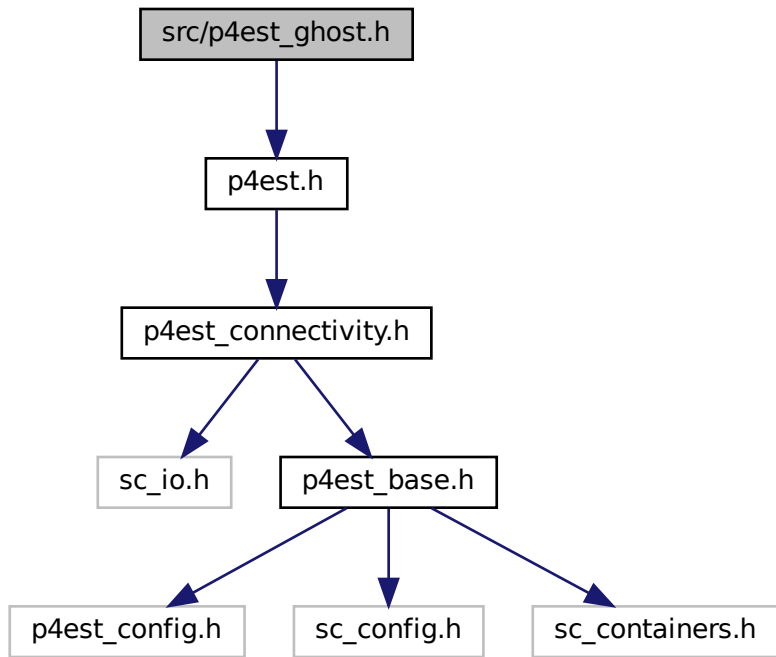 src/p4est_ghost.h
p4est.h
p4est_connectivity.h
sc_io.h
p4est_base.h
p4est_config.h
sc_config.h
sc_containers.h